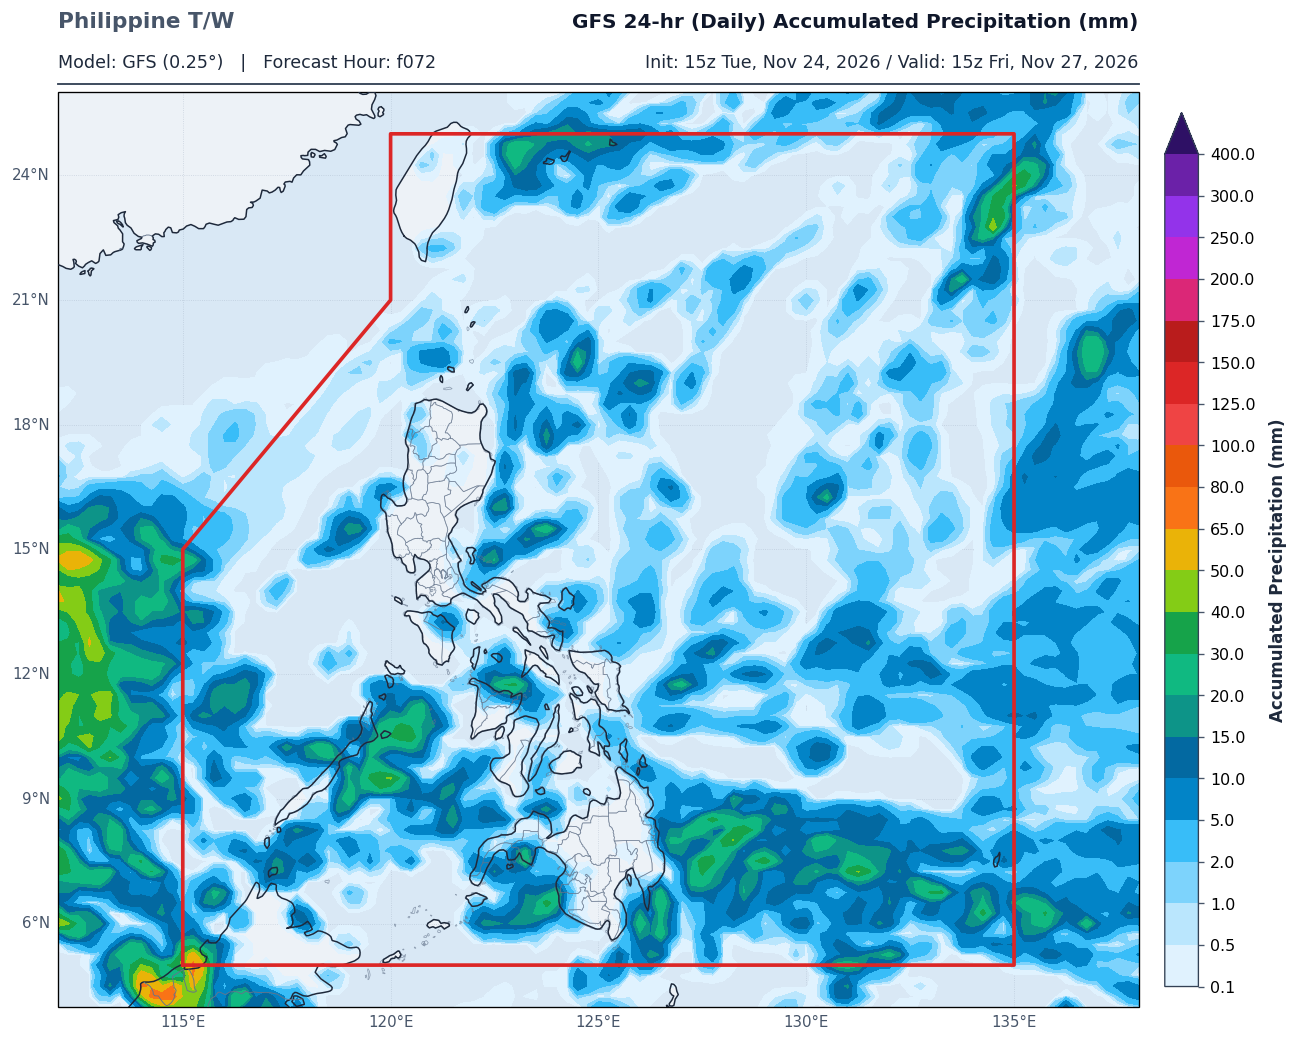 Philippine T/W
GFS 24-hr (Daily) Accumulated Precipitation (mm)
Model: GFS (0.25°)   |   Forecast Hour: f072
Init: 15z Tue, Nov 24, 2026 / Valid: 15z Fri, Nov 27, 2026
24°N
21°N
18°N
15°N
12°N
9°N
6°N
115°E
120°E
125°E
130°E
135°E
400.0
300.0
250.0
200.0
175.0
150.0
125.0
100.0
80.0
65.0
50.0
40.0
30.0
20.0
15.0
10.0
5.0
2.0
1.0
0.5
0.1
Accumulated Precipitation (mm)